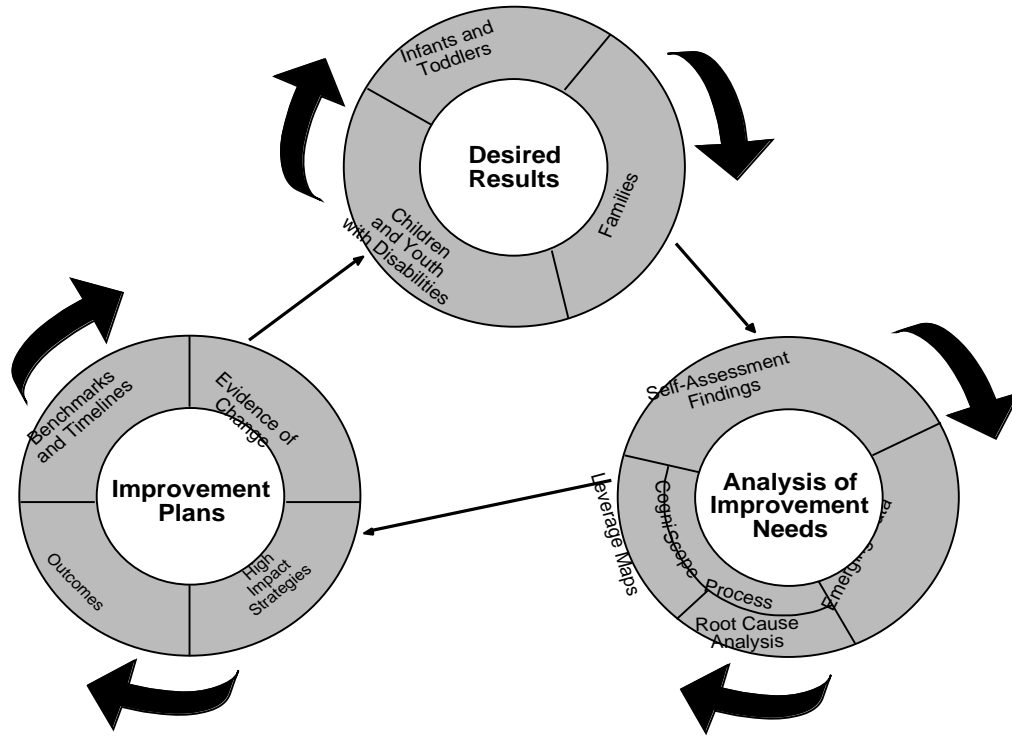 Infants and
Toddlers
Families
Children
and Youth
with Disabilities
Desired
Results
Self-Assessment
Findings
Emerging
Leverage Maps
CogniScope
Process
Root Cause
Analysis
Analysis of
Improvement
Needs
Benchmarks
and Timelines
Evidence of
Change
Outcomes
High
Impact
Strategies
Improvement
Plans